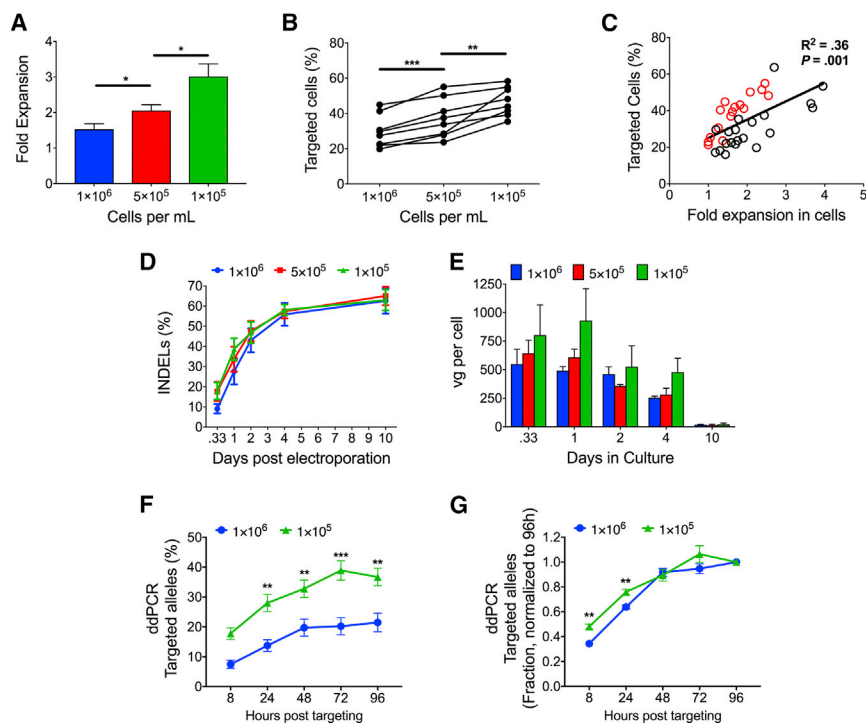 A
Fold Expansion
4
3
2
1
0
*
*
1×10⁶
5×10⁵
1×10⁵
Cells per mL
B
Targeted cells (%)
80
60
40
20
0
***
**
1×10⁶
5×10⁵
1×10⁵
Cells per mL
C
Targeted Cells (%)
80
60
40
20
0
R² = .36
P = .001
0 1 2 3 4 5
Fold expansion in cells
D
1×10⁶ 5×10⁵ 1×10⁵
INDELs (%)
70
60
50
40
30
20
10
0
.33 1 2 3 4 5 6 7 8 9 10
Days post electroporation
E
1×10⁶ 5×10⁵ 1×10⁵
vg per cell
1250
1000
750
500
250
0
.33 1 2 4 10
Days in Culture
F
1×10⁶ 1×10⁵
ddPCR
Targeted alleles (%)
50
40
30
20
10
0
** ** *** **
8 24 48 72 96
Hours post targeting
G
1×10⁶ 1×10⁵
ddPCR
Targeted alleles
(Fraction, normalized to 96h)
1.2
1.0
0.8
0.6
0.4
0.2
0.0
** **
8 24 48 72 96
Hours post targeting